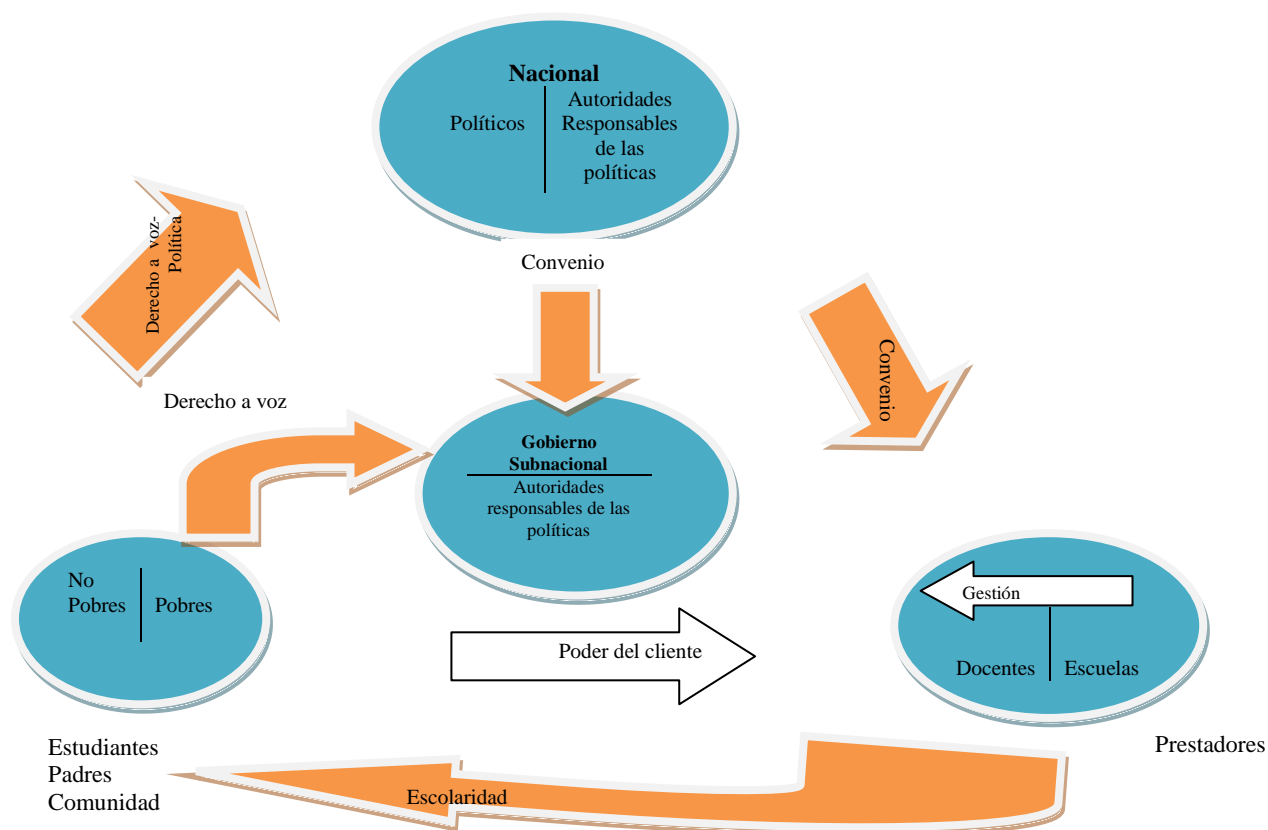 Nacional
Políticos
Autoridades
Responsables
de las
políticas
Derecho a voz-
Política
Convenio
Convenio
Derecho a voz
Gobierno
Subnacional
Autoridades
responsables de las
políticas
No
Pobres
Pobres
Gestión
Poder del cliente
Docentes
Escuelas
Estudiantes
Padres
Comunidad
Prestadores
Escolaridad